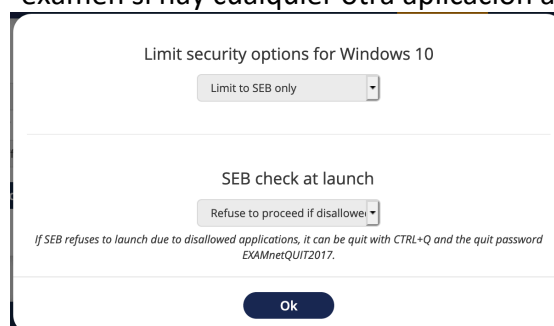 examen si hay cualquier otra aplicación a
Limit security options for Windows 10
Limit to SEB only
SEB check at launch
Refuse to proceed if disallowe
If SEB refuses to launch due to disallowed applications, it can be quit with CTRL+Q and the quit password
EXAMnetQUIT2017.
Ok